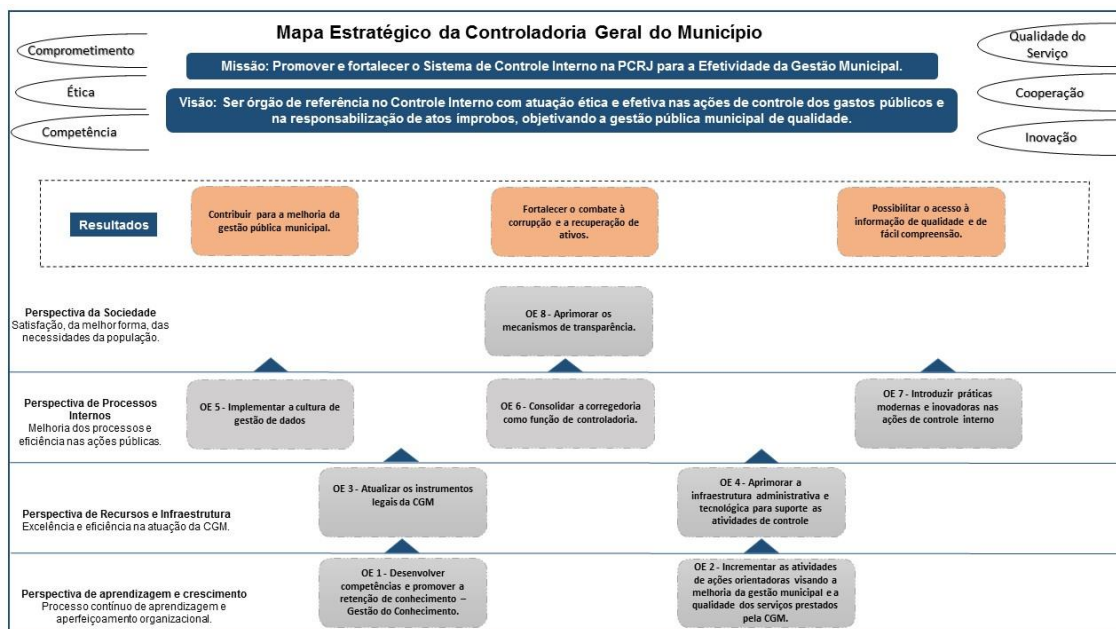 Mapa Estratégico da Controladoria Geral do Município
Comprometimento
Ética
Competência
Missão: Promover e fortalecer o Sistema de Controle Interno na PCRJ para a Efetividade da Gestão Municipal.
Visão: Ser órgão de referência no Controle Interno com atuação ética e efetiva nas ações de controle dos gastos públicos e
na responsabilização de atos ímprobos, objetivando a gestão pública municipal de qualidade.
Qualidade do
Serviço
Cooperação
Inovação
Resultados
Contribuir para a melhoria da
gestão pública municipal.
Fortalecer o combate à
corrupção e a recuperação de
ativos.
Possibilitar o acesso à
informação de qualidade e de
fácil compreensão.
Perspectiva da Sociedade
Satisfação, da melhor forma, das
necessidades da população.
OE 8 - Aprimorar os
mecanismos de transparência.
Perspectiva de Processos
Internos
Melhoria dos processos e
eficiência nas ações públicas.
OE 5 - Implementar a cultura de
gestão de dados
OE 6 - Consolidar a corregedoria
como função de controladoria.
OE 7 - Introduzir práticas
modernas e inovadoras nas
ações de controle interno
Perspectiva de Recursos e Infraestrutura
Excelência e eficiência na atuação da CGM.
OE 3 - Atualizar os instrumentos
legais da CGM
OE 4 - Aprimorar a
infraestrutura administrativa e
tecnológica para suporte as
atividades de controle
Perspectiva de aprendizagem e crescimento
Processo contínuo de aprendizagem e
aperfeiçoamento organizacional.
OE 1 - Desenvolver
competências e promover a
retenção de conhecimento –
Gestão do Conhecimento.
OE 2 - Incrementar as atividades
de ações orientadoras visando a
melhoria da gestão municipal e a
qualidade dos serviços prestados
pela CGM.